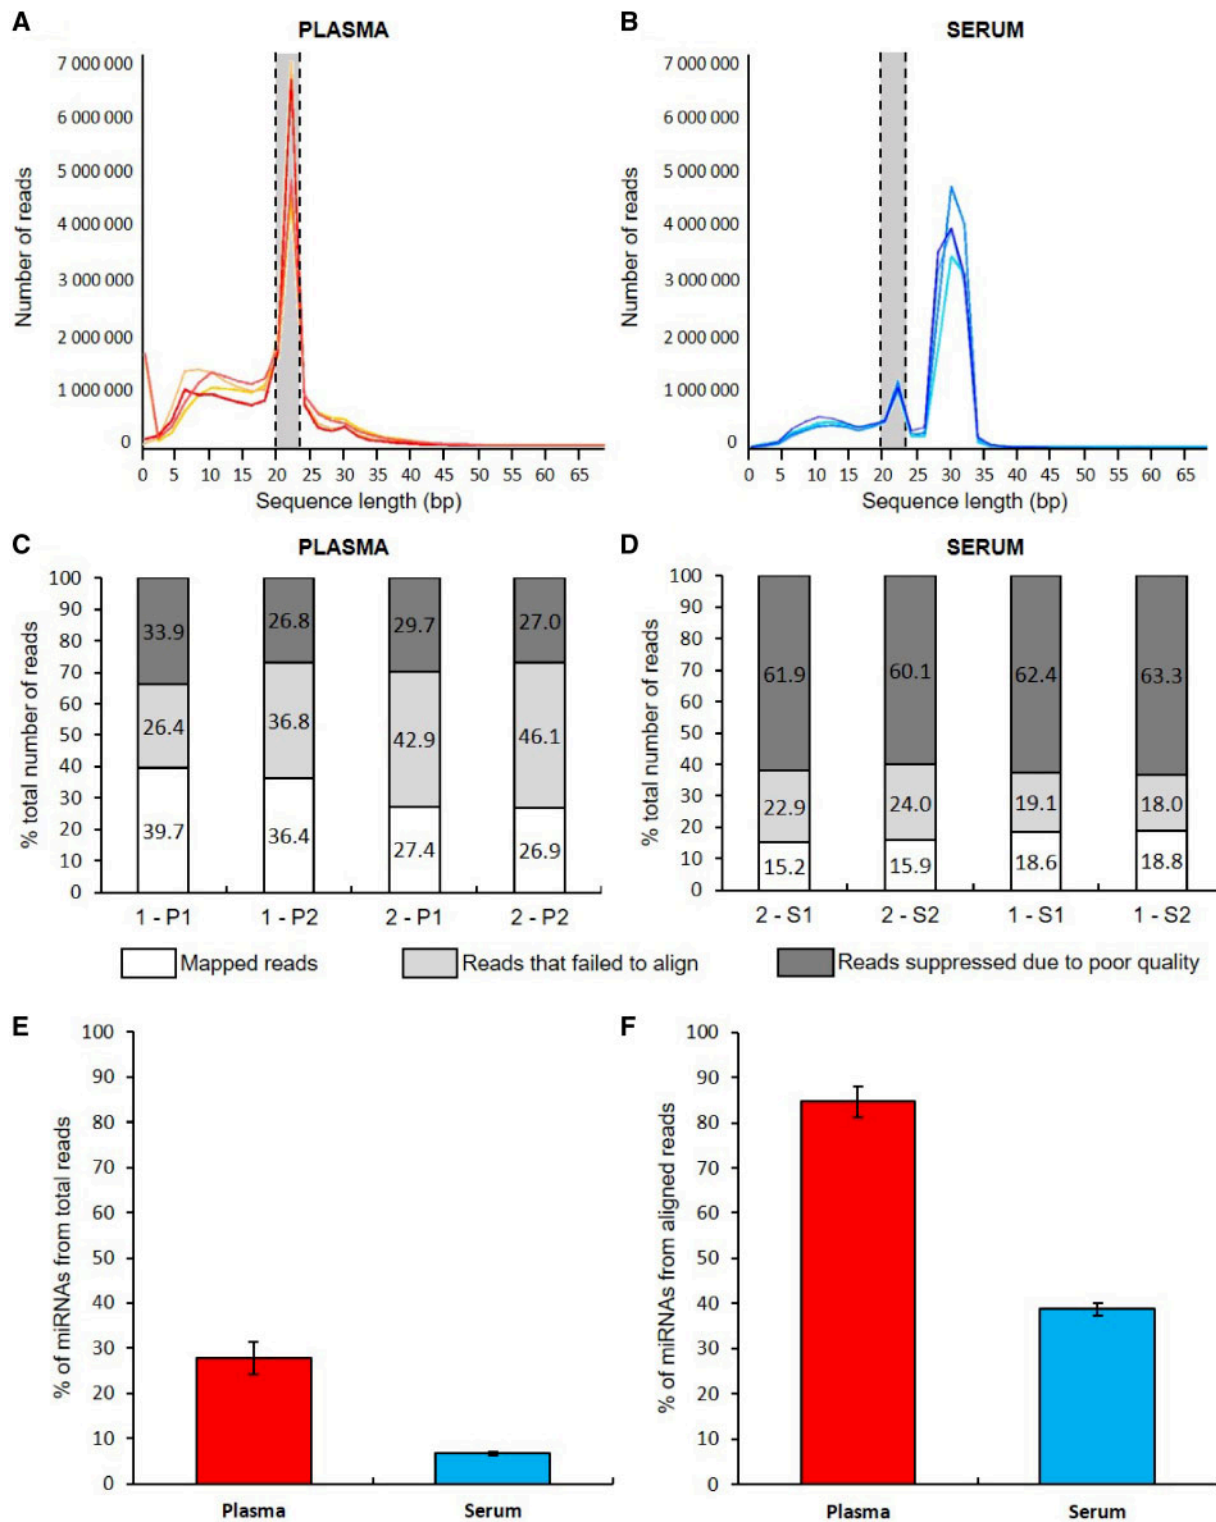 A
PLASMA
7 000 000
6 000 000
5 000 000
4 000 000
3 000 000
2 000 000
1 000 000
0
Number of reads
0 5 10 15 20 25 30 35 40 45 50 55 60 65
Sequence length (bp)
B
SERUM
7 000 000
6 000 000
5 000 000
4 000 000
3 000 000
2 000 000
1 000 000
0
Number of reads
0 5 10 15 20 25 30 35 40 45 50 55 60 65
Sequence length (bp)
C
PLASMA
100
90
80
70
60
50
40
30
20
10
0
% total number of reads
33.9 26.8 29.7 27.0
26.4 36.8 42.9 46.1
39.7 36.4 27.4 26.9
1 - P1 1 - P2 2 - P1 2 - P2
D
SERUM
100
90
80
70
60
50
40
30
20
10
0
% total number of reads
61.9 60.1 62.4 63.3
22.9 24.0 19.1 18.0
15.2 15.9 18.6 18.8
2 - S1 2 - S2 1 - S1 1 - S2
Mapped reads
Reads that failed to align
Reads suppressed due to poor quality
E
100
90
80
70
60
50
40
30
20
10
0
% of miRNAs from total reads
Plasma Serum
F
100
90
80
70
60
50
40
30
20
10
0
% of miRNAs from aligned reads
Plasma Serum